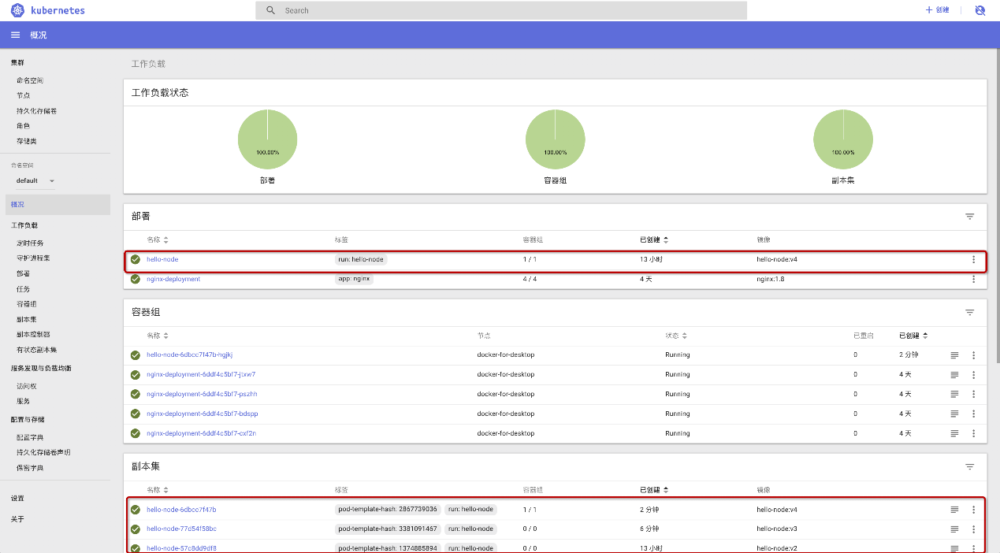 kubernetes
Search
创建
概况
集群
命名空间
节点
持久化存储卷
角色
存储类
命名空间
default
概况
工作负载
定时任务
守护进程集
部署
任务
容器组
副本集
副本控制器
有状态副本集
服务发现与负载均衡
访问权
服务
配置与存储
配置字典
持久化存储卷声明
保密字典
设置
关于
工作负载
工作负载状态
100.00% 100.00% 100.00%
部署 容器组 副本集
部署
名称 标签 容器组 已创建 镜像
hello-node run: hello-node 1 / 1 13 小时 hello-node:v4
nginx-deployment app: nginx 4 / 4 4 天 nginx:1.8
容器组
名称 节点 状态 已重启 已创建
hello-node-6dbcc7f47b-hgjkj docker-for-desktop Running 0 2 分钟
nginx-deployment-6ddf4c5bf7-jtxw7 docker-for-desktop Running 0 4 天
nginx-deployment-6ddf4c5bf7-pszhh docker-for-desktop Running 0 4 天
nginx-deployment-6ddf4c5bf7-bdspp docker-for-desktop Running 0 4 天
nginx-deployment-6ddf4c5bf7-cxf2n docker-for-desktop Running 0 4 天
副本集
名称 标签 容器组 已创建 镜像
hello-node-6dbcc7f47b pod-template-hash: 2867739036 run: hello-node 1 / 1 2 分钟 hello-node:v4
hello-node-77d54f58bc pod-template-hash: 3381091467 run: hello-node 0 / 0 6 分钟 hello-node:v3
hello-node-57c8dd9df8 pod-template-hash: 1374885894 run: hello-node 0 / 0 13 小时 hello-node:v2